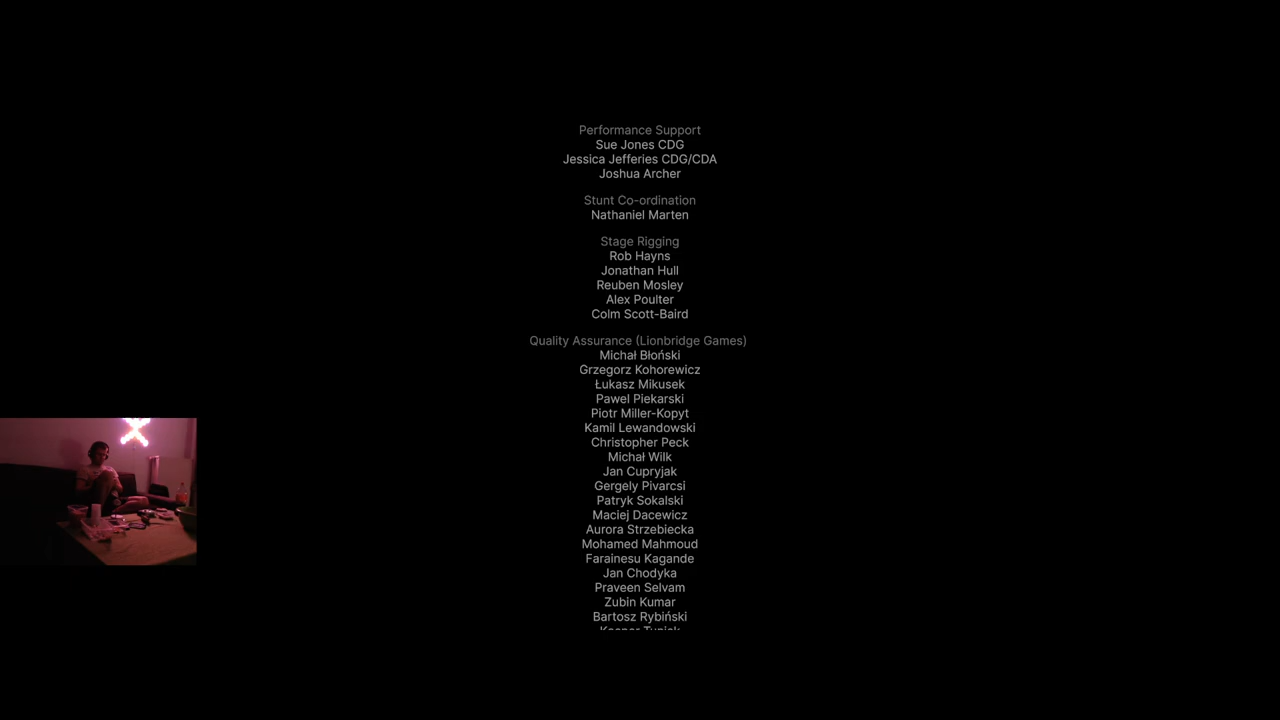 Performance Support
Sue Jones CDG
Jessica Jefferies CDG/CDA
Joshua Archer
Stunt Co-ordination
Nathaniel Marten
Stage Rigging
Rob Hayns
Jonathan Hull
Reuben Mosley
Alex Poulter
Colm Scott-Baird
Quality Assurance (Lionbridge Games)
Michał Błoński
Grzegorz Kohorewicz
Łukasz Mikusek
Pawel Piekarski
Piotr Miller-Kopyt
Kamil Lewandowski
Christopher Peck
Michał Wilk
Jan Cupryjak
Gergely Pivarcsi
Patryk Sokalski
Maciej Dacewicz
Aurora Strzebiecka
Mohamed Mahmoud
Farainesu Kagande
Jan Chodyka
Praveen Selvam
Zubin Kumar
Bartosz Rybiński